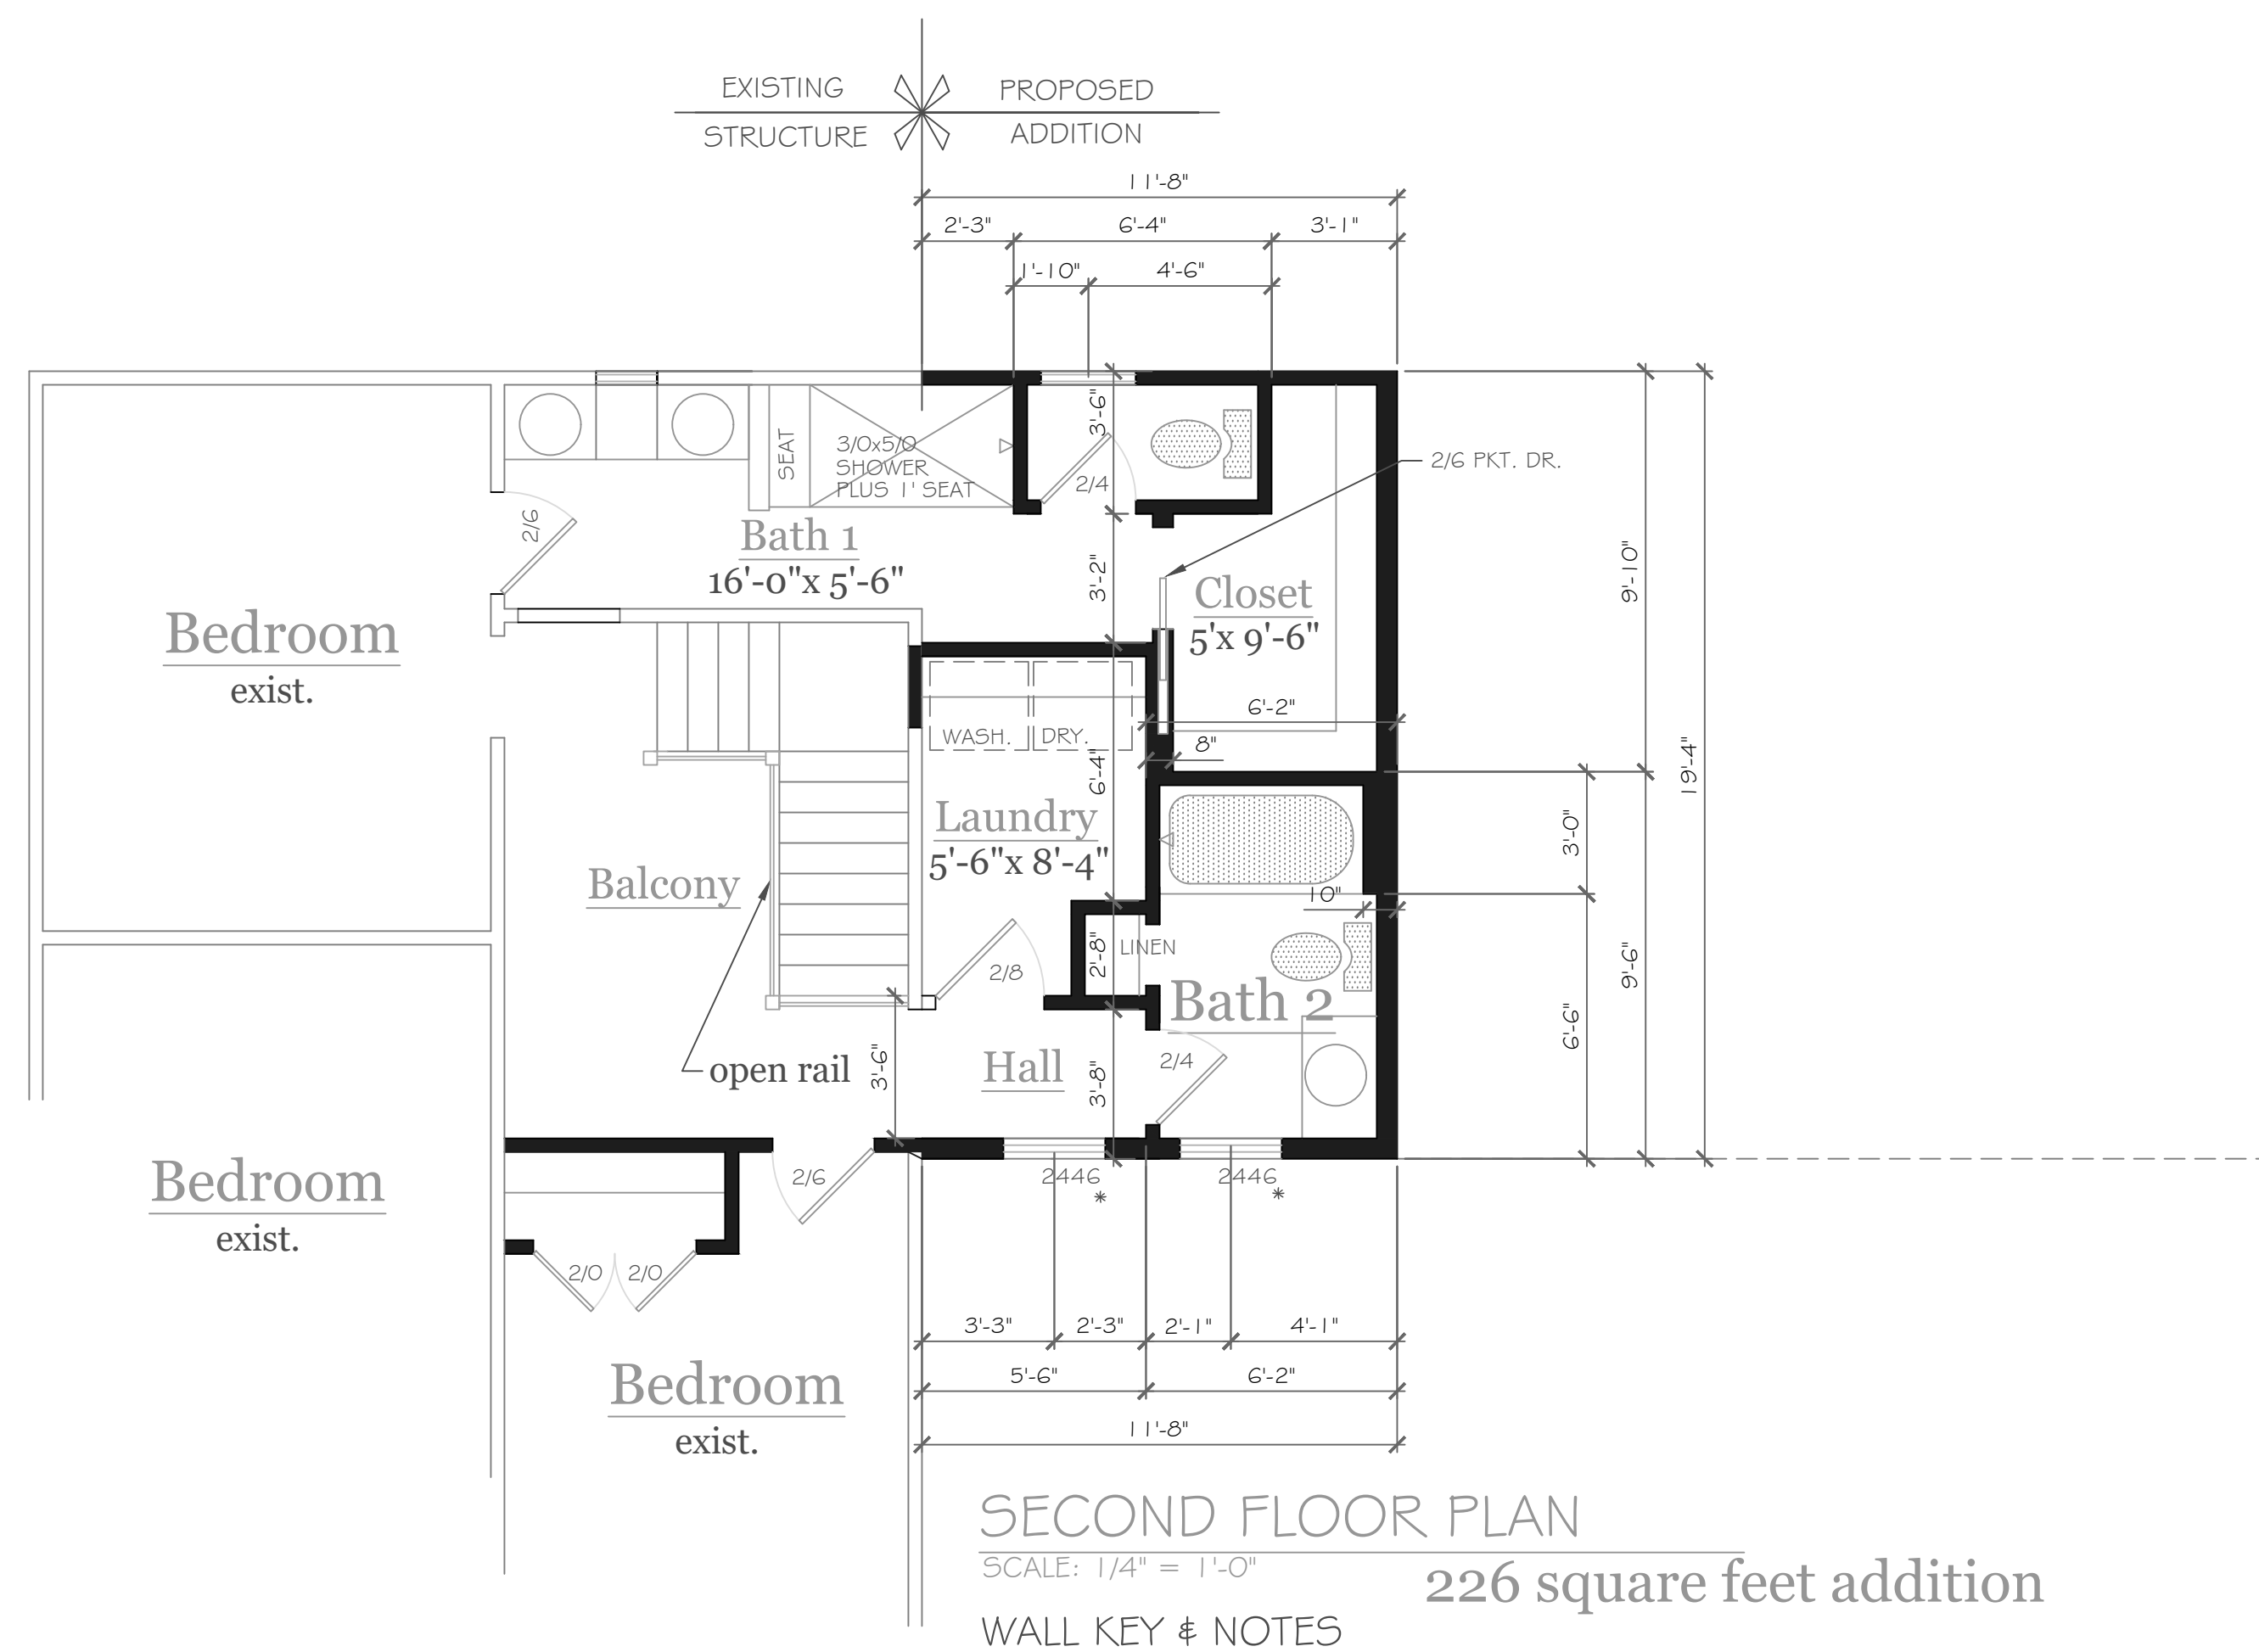 EXISTING
STRUCTURE
PROPOSED
ADDITION
11'-8"
2'-3"
6'-4"
3'-1"
1'-10"
4'-6"
3'-6"
SEAT
3/0x5/0
SHOWER
PLUS 1' SEAT
2/4
2/6 PKT. DR.
2/6
Bath 1
16'-0"x 5'-6"
3'-2"
Closet
5'x 9'-6"
9'-10"
Bedroom
exist.
6'-2"
WASH.
DRY.
8"
6'-4"
19'-4"
Laundry
5'-6"x 8'-4"
3'-0"
Balcony
10"
2'-8"
LINEN
2/8
9'-6"
Bath 2
6'-6"
open rail
3'-6"
Hall
3'-8"
2/4
Bedroom
exist.
2/6
2446
*
2446
*
2/0
2/0
3'-3"
2'-3"
2'-1"
4'-1"
5'-6"
6'-2"
Bedroom
exist.
11'-8"
SECOND FLOOR PLAN
SCALE: 1/4" = 1'-0"
226 square feet addition
WALL KEY & NOTES